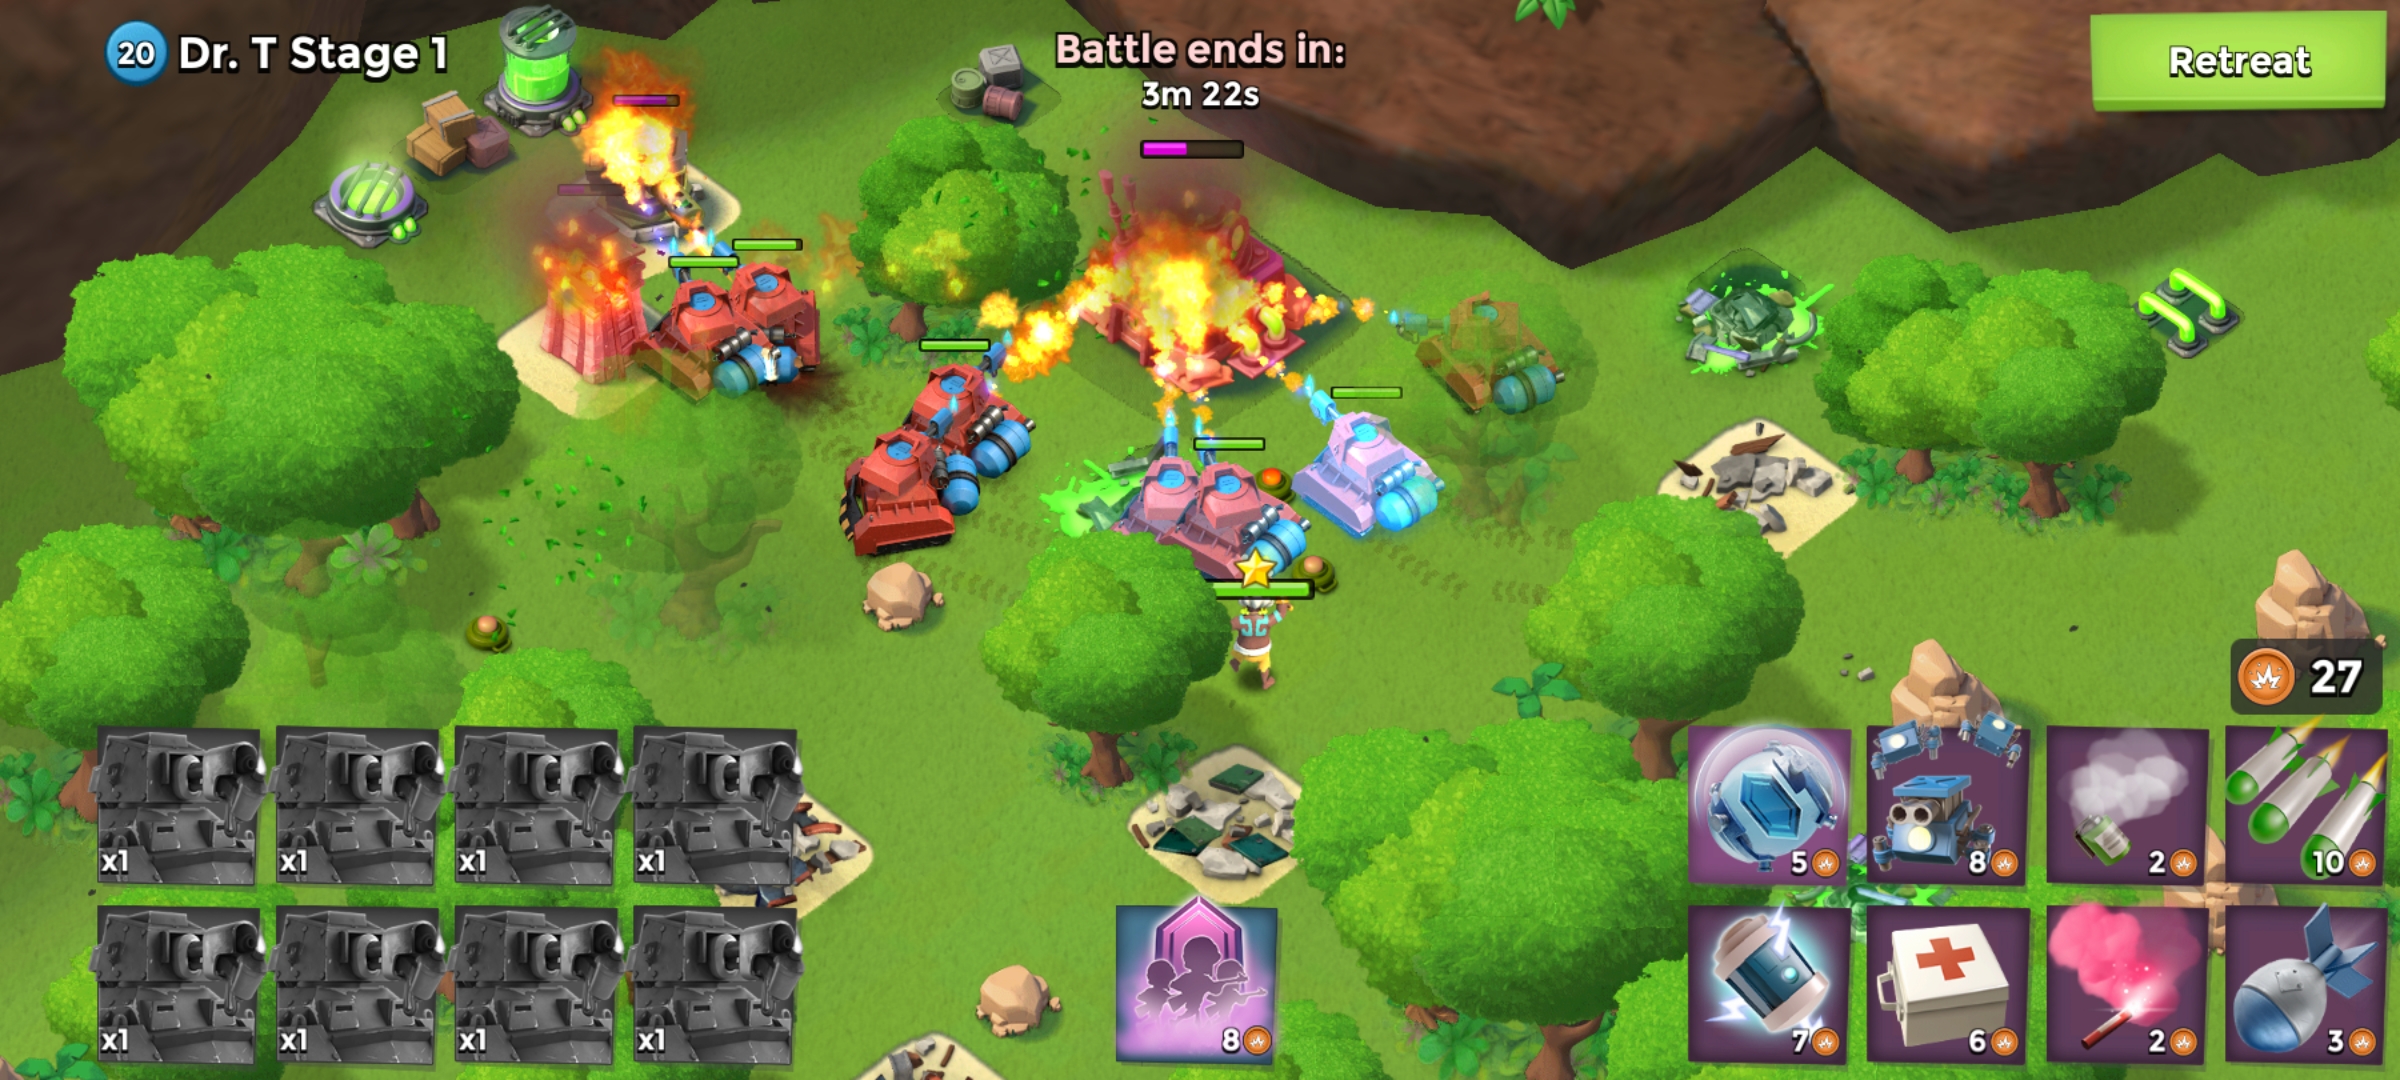 20 Dr. T Stage 1
Battle ends in:
3m 22s
Retreat
52
27
x1 x1 x1 x1
5 8 2 10
x1 x1 x1 x1
8
7 6 2 3